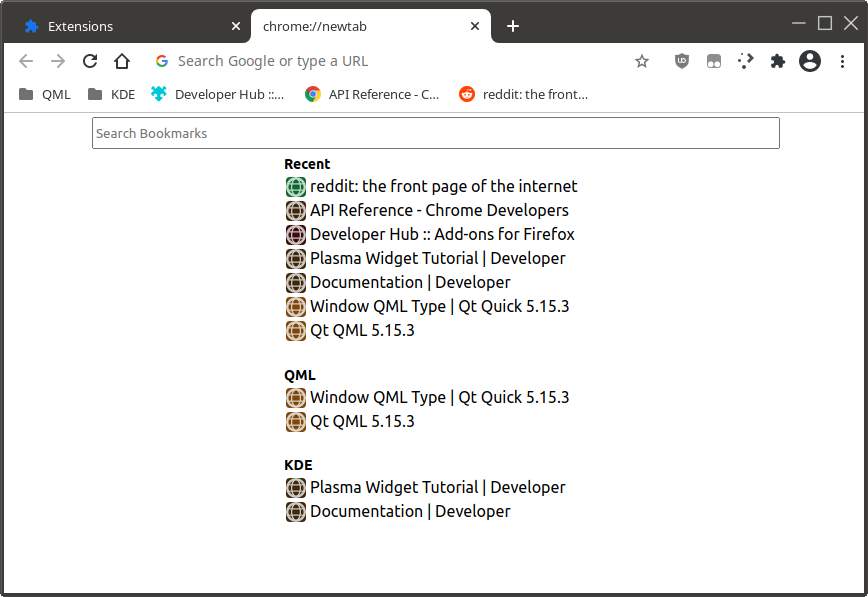 Extensions
chrome://newtab
Search Google or type a URL
QML
KDE
Developer Hub ::...
API Reference - C...
reddit: the front...
Search Bookmarks
Recent
reddit: the front page of the internet
API Reference - Chrome Developers
Developer Hub :: Add-ons for Firefox
Plasma Widget Tutorial | Developer
Documentation | Developer
Window QML Type | Qt Quick 5.15.3
Qt QML 5.15.3
QML
Window QML Type | Qt Quick 5.15.3
Qt QML 5.15.3
KDE
Plasma Widget Tutorial | Developer
Documentation | Developer